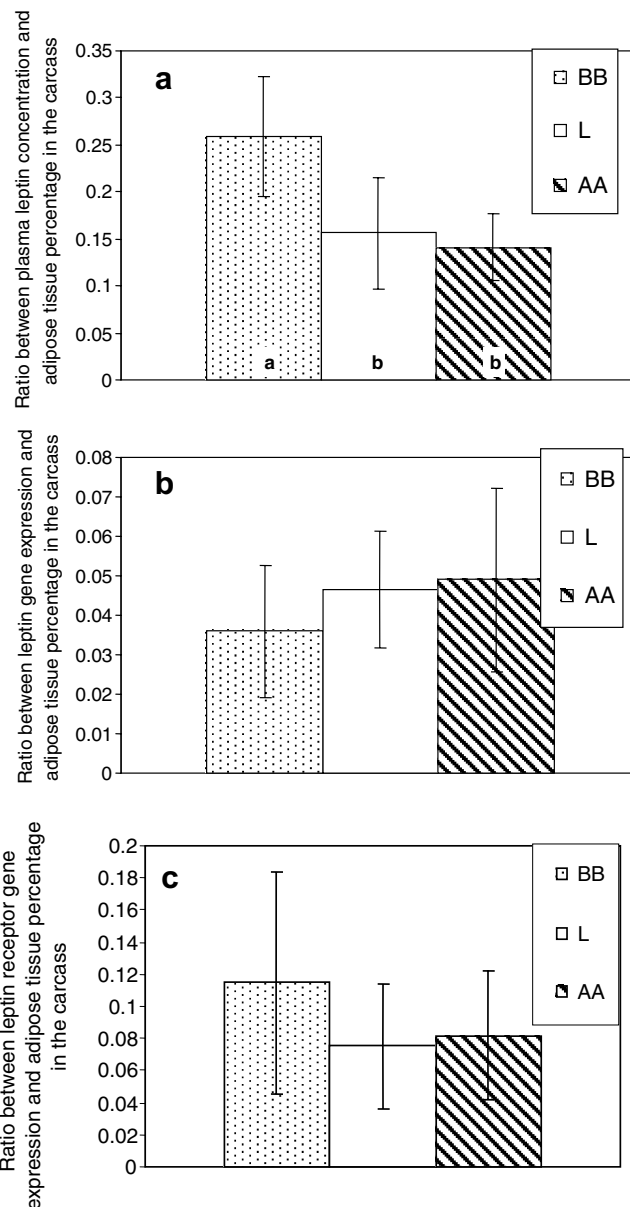 Ratio between plasma leptin concentration and
adipose tissue percentage in the carcass
0.35
0.3
0.25
0.2
0.15
0.1
0.05
0
a
a
b
b
BB
L
AA
Ratio between leptin gene expression and
adipose tissue percentage in the carcass
0.08
0.07
0.06
0.05
0.04
0.03
0.02
0.01
0
b
BB
L
AA
Ratio between leptin receptor gene
expression and adipose tissue percentage
in the carcass
0.2
0.18
0.16
0.14
0.12
0.1
0.08
0.06
0.04
0.02
0
c
BB
L
AA